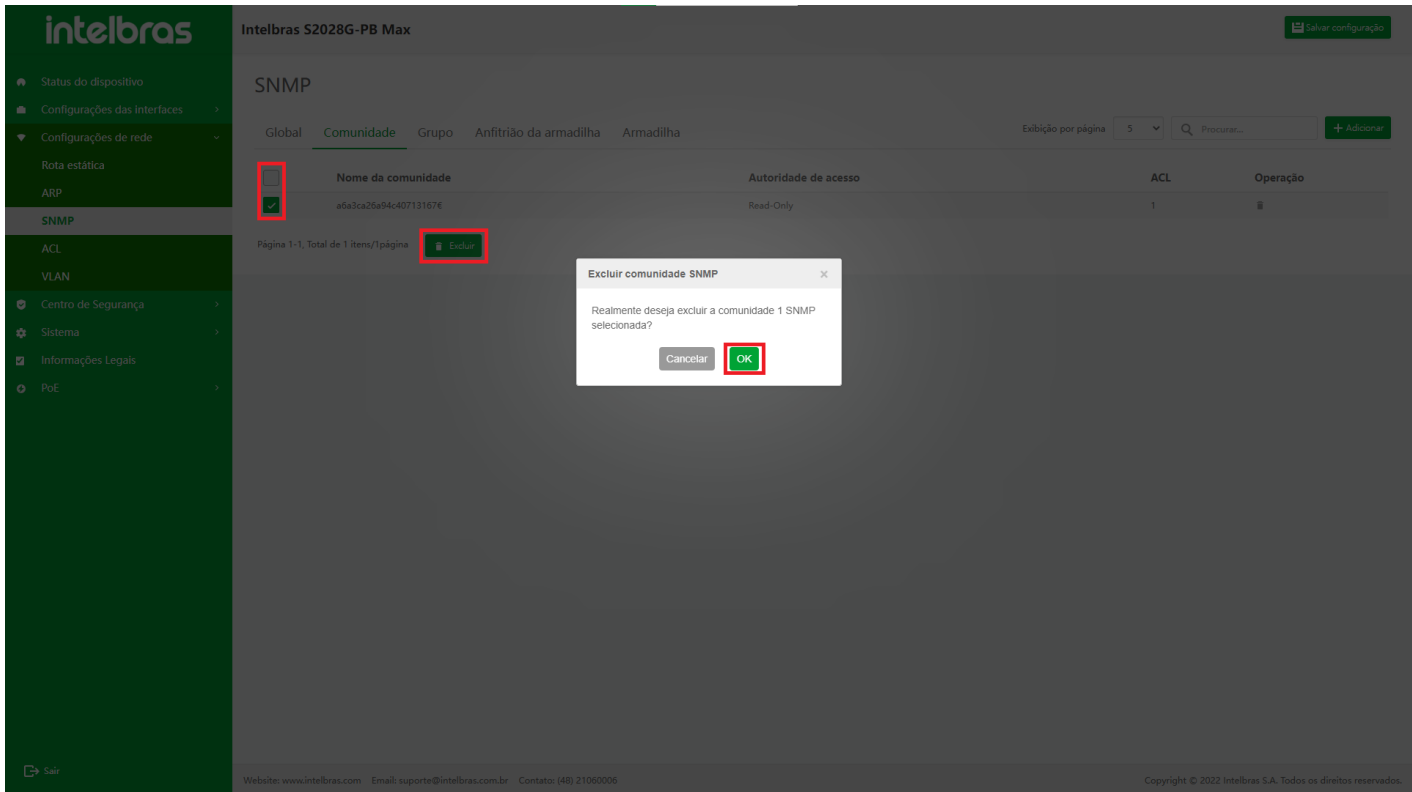 intelbras
Intelbras S2028G-PB Max
Salvar configuração
Status do dispositivo
Configurações das interfaces
Configurações de rede
Rota estática
ARP
SNMP
ACL
VLAN
Centro de Segurança
Sistema
Informações Legais
PoE
Sair
SNMP
Global Comunidade Grupo Anfitrião da armadilha Armadilha
Exibição por página 5 Procurar... + Adicionar
Nome da comunidade Autoridade de acesso ACL Operação
a6a3ca26a94c40713167€ Read-Only 1
Página 1-1, Total de 1 itens/1página Excluir
Excluir comunidade SNMP ×
Realmente deseja excluir a comunidade 1 SNMP
selecionada?
Cancelar OK
Website: www.intelbras.com Email: suporte@intelbras.com.br Contato: (48) 21060006
Copyright © 2022 Intelbras S.A. Todos os direitos reservados.